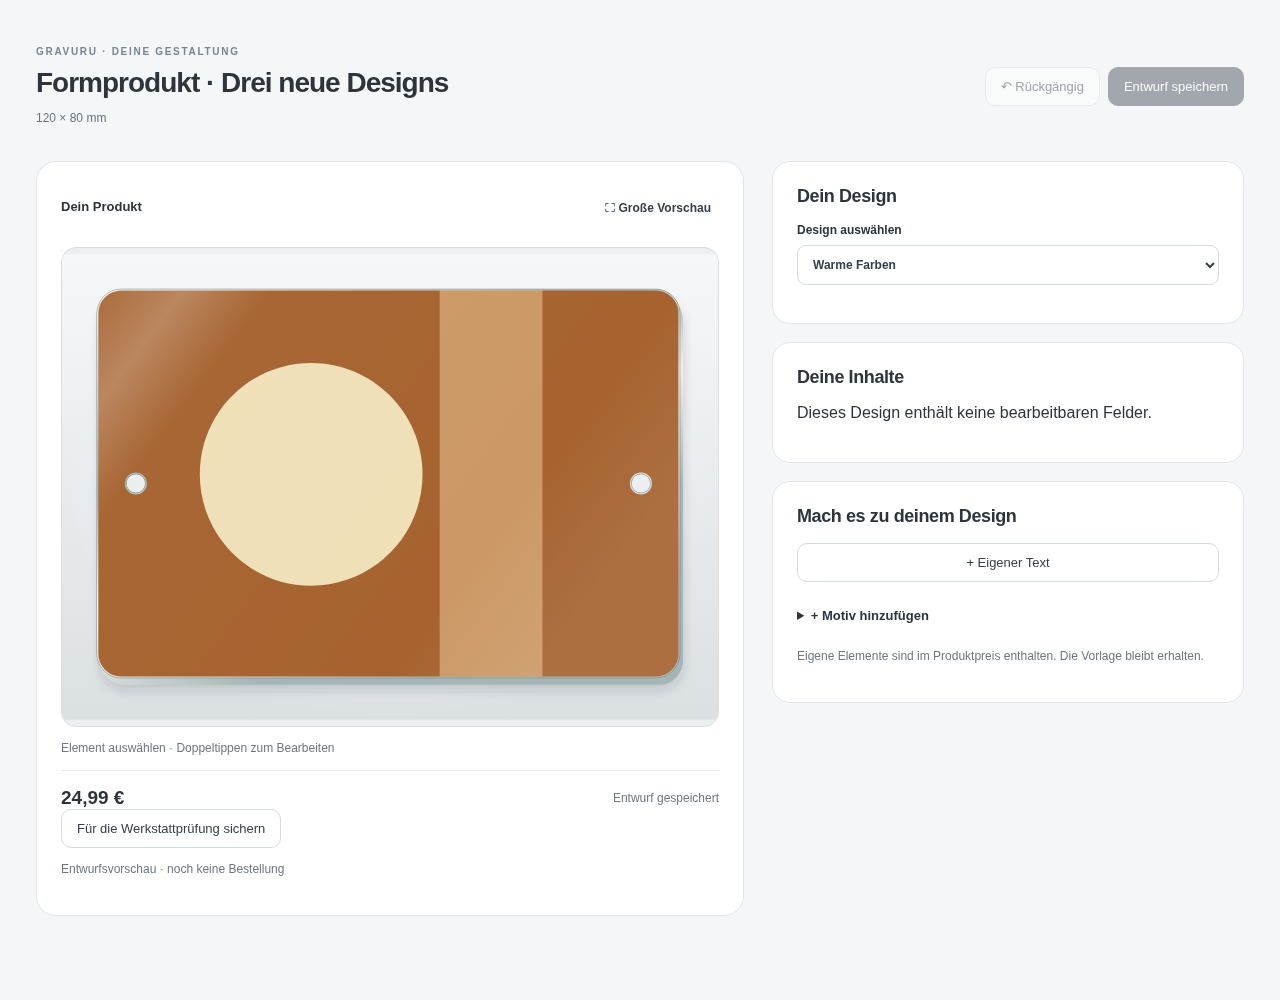 GRAVURU · DEINE GESTALTUNG
Formprodukt · Drei neue Designs
120 × 80 mm
↶ Rückgängig
Entwurf speichern
Dein Produkt
⛶ Große Vorschau
Element auswählen · Doppeltippen zum Bearbeiten
24,99 €
Entwurf gespeichert
Für die Werkstattprüfung sichern
Entwurfsvorschau · noch keine Bestellung
Dein Design
Design auswählen
Warme Farben
Deine Inhalte
Dieses Design enthält keine bearbeitbaren Felder.
Mach es zu deinem Design
+ Eigener Text
▶ + Motiv hinzufügen
Eigene Elemente sind im Produktpreis enthalten. Die Vorlage bleibt erhalten.